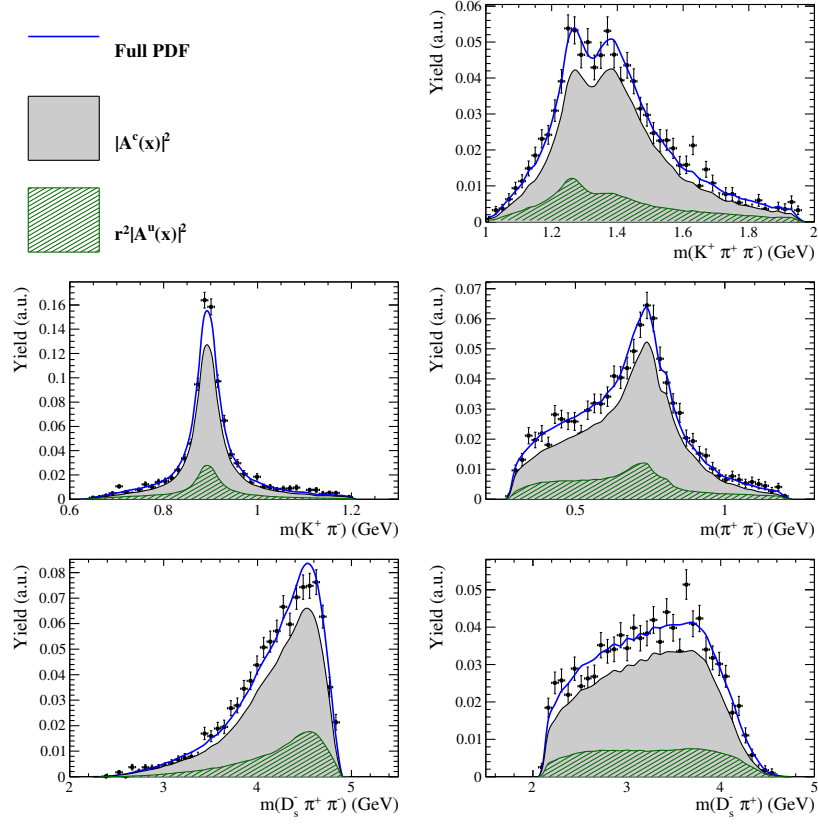 Full PDF
|Aᶜ(x)|²
r²|Aᵘ(x)|²
Yield (a.u.)
0.06
0.05
0.04
0.03
0.02
0.01
0
1 1.2 1.4 1.6 1.8 2
m(K⁺ π⁺ π⁻) (GeV)
Yield (a.u.)
0.16
0.14
0.12
0.1
0.08
0.06
0.04
0.02
0
0.6 0.8 1 1.2
m(K⁺ π⁻) (GeV)
Yield (a.u.)
0.07
0.06
0.05
0.04
0.03
0.02
0.01
0
0.5 1
m(π⁺ π⁻) (GeV)
Yield (a.u.)
0.08
0.07
0.06
0.05
0.04
0.03
0.02
0.01
0
2 3 4 5
m(Dₛ⁻ π⁺ π⁻) (GeV)
Yield (a.u.)
0.05
0.04
0.03
0.02
0.01
0
2 3 4 5
m(Dₛ⁻ π⁺) (GeV)